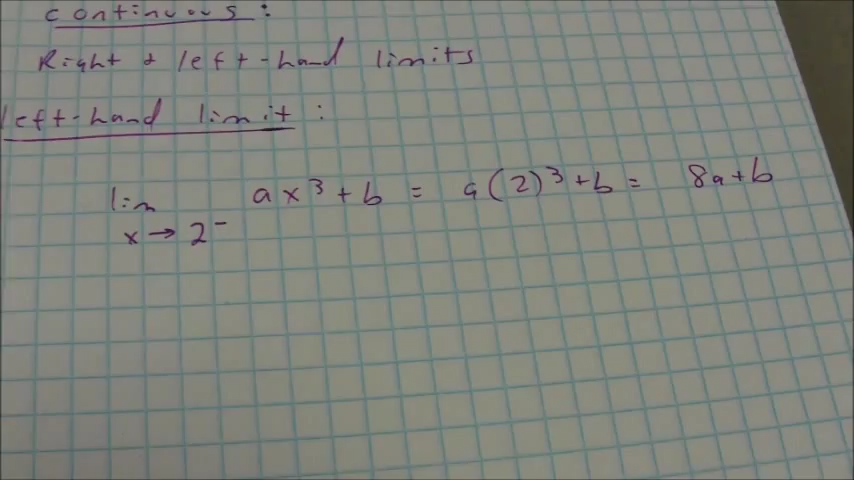 continuous:
Right & left-hand limits
left-hand limit:
lim ax³ + b = a(2)³ + b = 8a + b
x → 2⁻